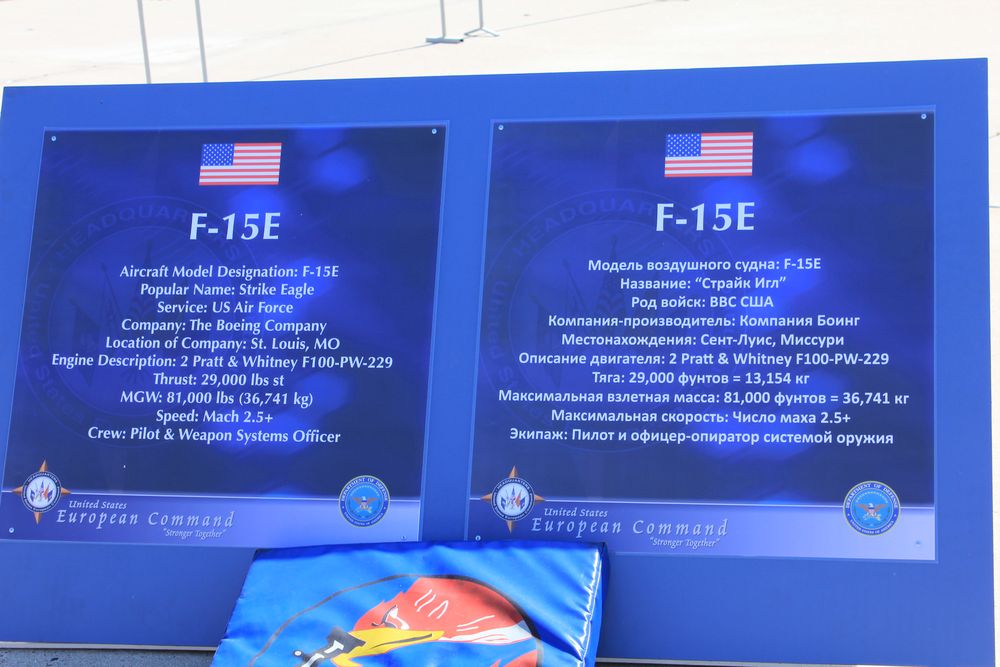 F-15E
Aircraft Model Designation: F-15E
Popular Name: Strike Eagle
Service: US Air Force
Company: The Boeing Company
Location of Company: St. Louis, MO
Engine Description: 2 Pratt & Whitney F100-PW-229
Thrust: 29,000 lbs st
MGW: 81,000 lbs (36,741 kg)
Speed: Mach 2.5+
Crew: Pilot & Weapon Systems Officer
United States
European Command
"Stronger Together"
F-15E
Модель воздушного судна: F-15E
Название: “Страйк Игл”
Род войск: ВВС США
Компания-производитель: Компания Боинг
Местонахождения: Сент-Луис, Миссури
Описание двигателя: 2 Pratt & Whitney F100-PW-229
Тяга: 29,000 фунтов = 13,154 кг
Максимальная взлетная масса: 81,000 фунтов = 36,741 кг
Максимальная скорость: Число маха 2.5+
Экипаж: Пилот и офицер-опиратор системой оружия
United States
European Command
"Stronger Together"
DEPARTMENT OF DEFENSE